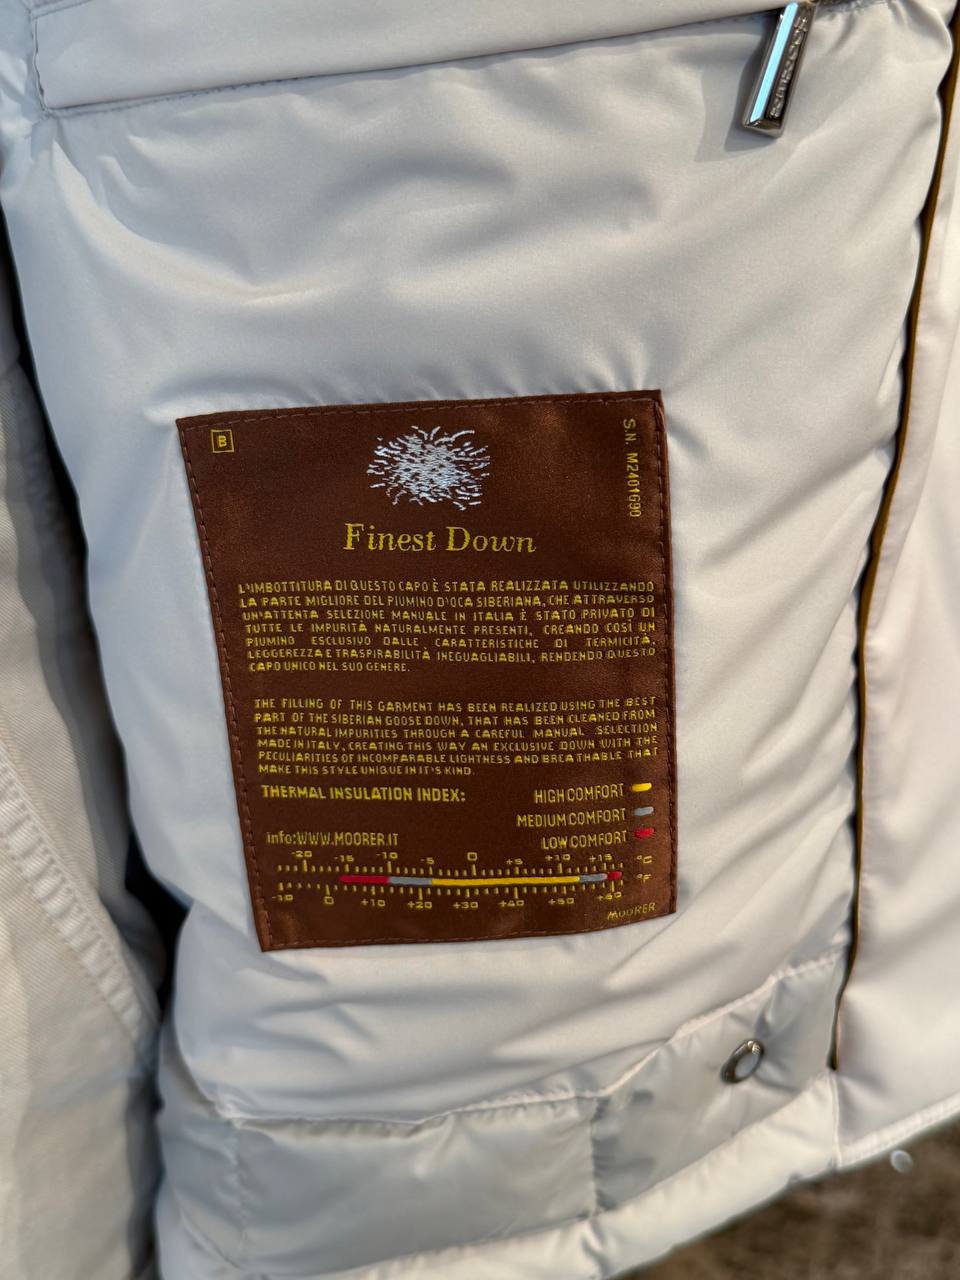 B
S.N. M2401690
Finest Down
L'IMBOTTITURA DI QUESTO CAPO È STATA REALIZZATA UTILIZZANDO
LA PARTE MIGLIORE DEL PIUMINO D'OCA SIBERIANA, CHE ATTRAVERSO
UN'ATTENTA SELEZIONE MANUALE IN ITALIA È STATO PRIVATO DI
TUTTE LE IMPURITÀ NATURALMENTE PRESENTI, CREANDO COSÌ UN
PIUMINO ESCLUSIVO DALLE CARATTERISTICHE DI TERMICITÀ,
LEGGEREZZA E TRASPIRABILITÀ INEGUAGLIABILI, RENDENDO QUESTO
CAPO UNICO NEL SUO GENERE.
THE FILLING OF THIS GARMENT HAS BEEN REALIZED USING THE BEST
PART OF THE SIBERIAN GOOSE DOWN, THAT HAS BEEN CLEANED FROM
THE NATURAL IMPURITIES THROUGH A CAREFUL MANUAL SELECTION
MADE IN ITALY, CREATING THIS WAY AN EXCLUSIVE DOWN WITH THE
PECULIARITIES OF INCOMPARABLE LIGHTNESS AND BREATHABLE THAT
MAKE THIS STYLE UNIQUE IN IT'S KIND.
THERMAL INSULATION INDEX: HIGH COMFORT
MEDIUM COMFORT
info:WWW.MOORER.IT LOW COMFORT
-20 -15 -10 -5 0 +5 +10 +15 °C
°F
-10 0 +10 +20 +30 +40 +50 +60
MOORER